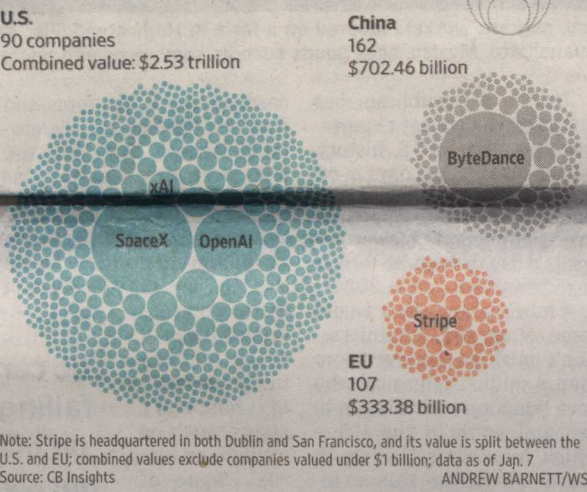 U.S.
90 companies
Combined value: $2.53 trillion
China
162
$702.46 billion
ByteDance
xAI
SpaceX
OpenAI
Stripe
EU
107
$333.38 billion
Note: Stripe is headquartered in both Dublin and San Francisco, and its value is split between the
U.S. and EU; combined values exclude companies valued under $1 billion; data as of Jan. 7
Source: CB Insights
ANDREW BARNETT/WS